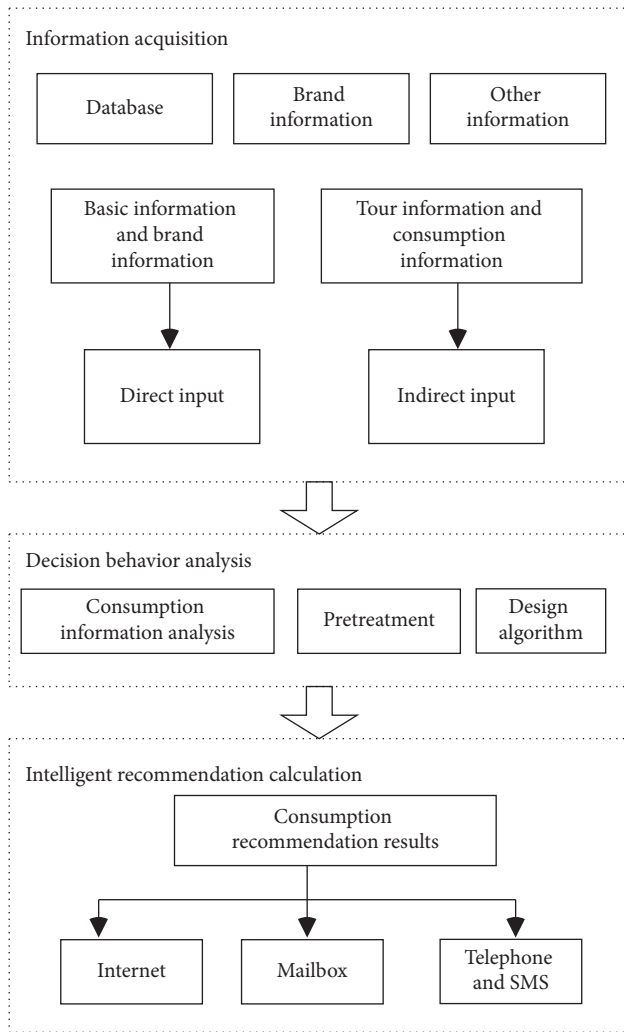 Information acquisition
Database
Brand
information
Other
information
Basic information
and brand
information
Tour information and
consumption
information
Direct input
Indirect input
Decision behavior analysis
Consumption
information analysis
Pretreatment
Design
algorithm
Intelligent recommendation calculation
Consumption
recommendation results
Internet
Mailbox
Telephone
and SMS